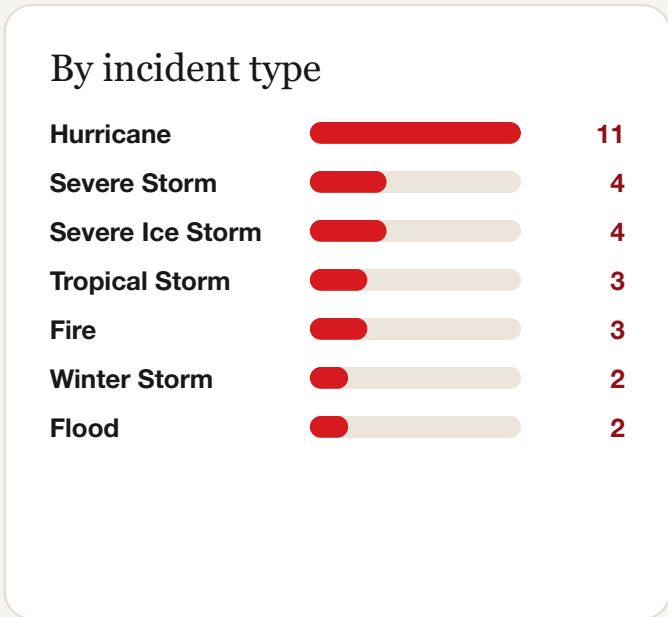 By incident type
Hurricane 11
Severe Storm 4
Severe Ice Storm 4
Tropical Storm 3
Fire 3
Winter Storm 2
Flood 2